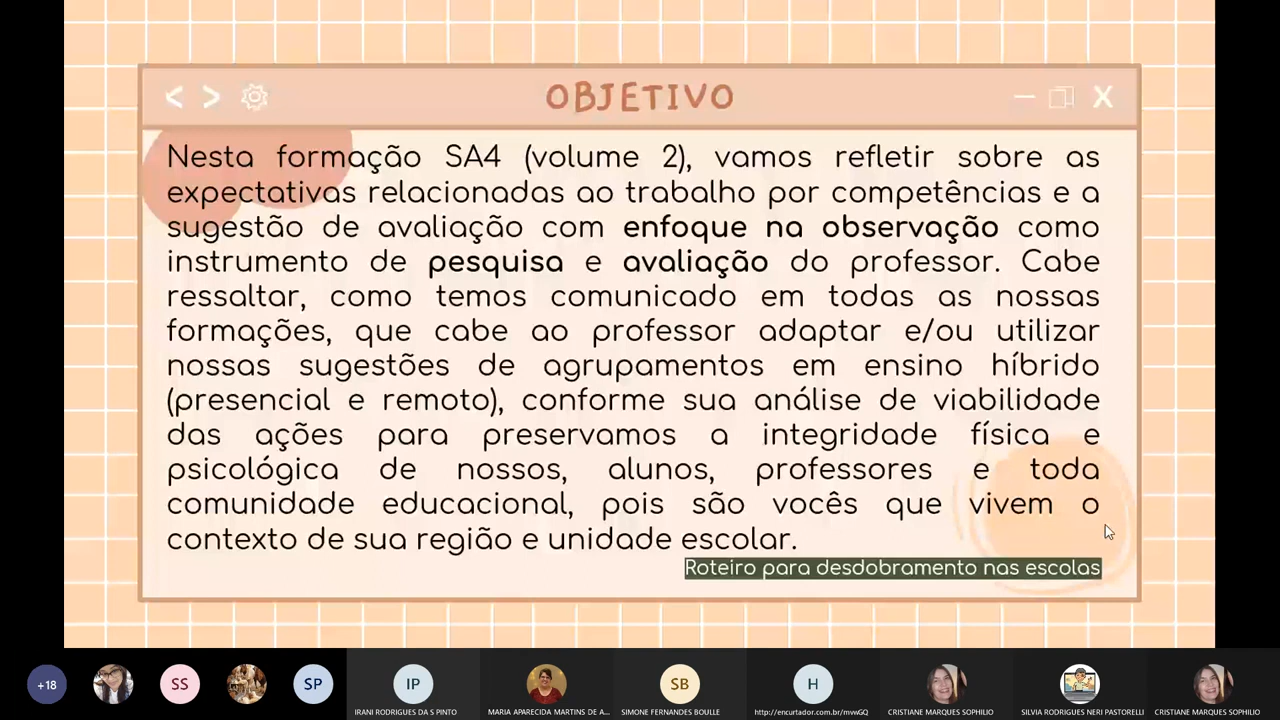 OBJETIVO
Nesta formação SA4 (volume 2), vamos refletir sobre as
expectativas relacionadas ao trabalho por competências e a
sugestão de avaliação com enfoque na observação como
instrumento de pesquisa e avaliação do professor. Cabe
ressaltar, como temos comunicado em todas as nossas
formações, que cabe ao professor adaptar e/ou utilizar
nossas sugestões de agrupamentos em ensino híbrido
(presencial e remoto), conforme sua análise de viabilidade
das ações para preservamos a integridade física e
psicológica de nossos, alunos, professores e toda
comunidade educacional, pois são vocês que vivem o
contexto de sua região e unidade escolar.
Roteiro para desdobramento nas escolas
+18 SS SP IP SB H
IRANI RODRIGUES DA S PINTO MARIA APARECIDA MARTINS DE A... SIMONE FERNANDES BOULLE http://encurtador.com.br/mvwGQ CRISTIANE MARQUES SOPHILIO SILVIA RODRIGUES NERI PASTORELLI CRISTIANE MARQUES SOPHILIO